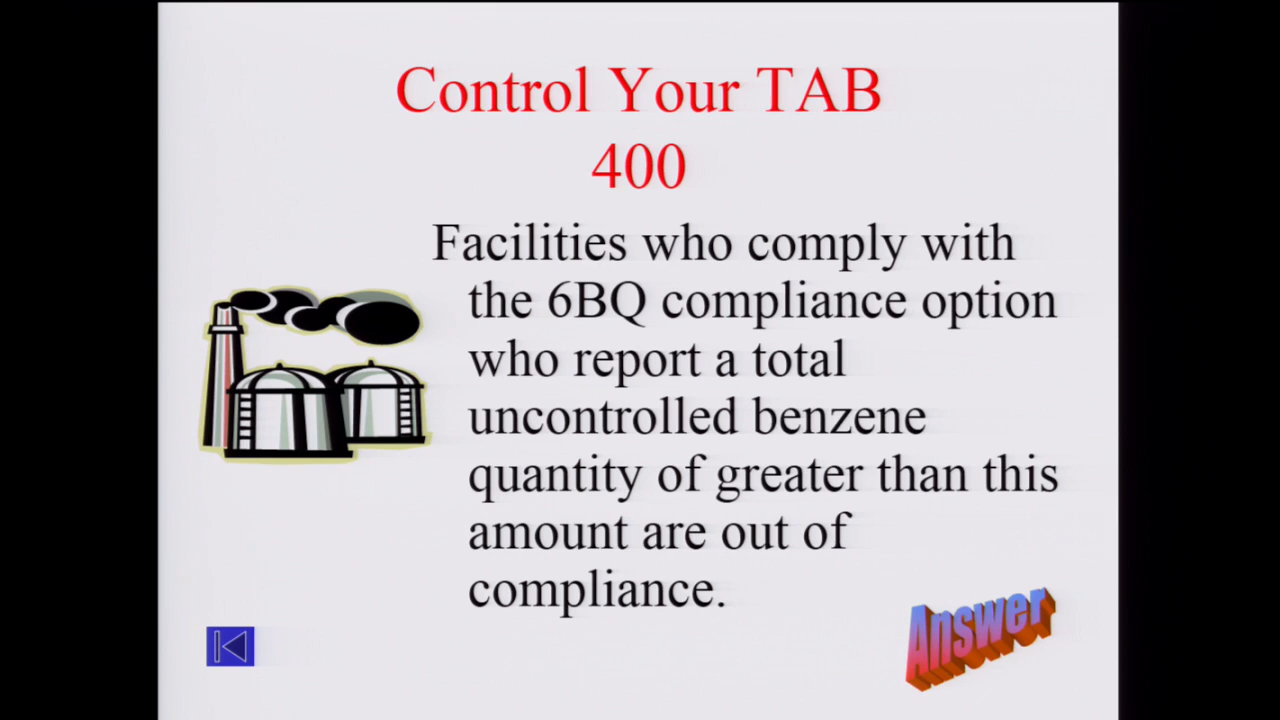 Control Your TAB
400
Facilities who comply with
the 6BQ compliance option
who report a total
uncontrolled benzene
quantity of greater than this
amount are out of
compliance.
Answer